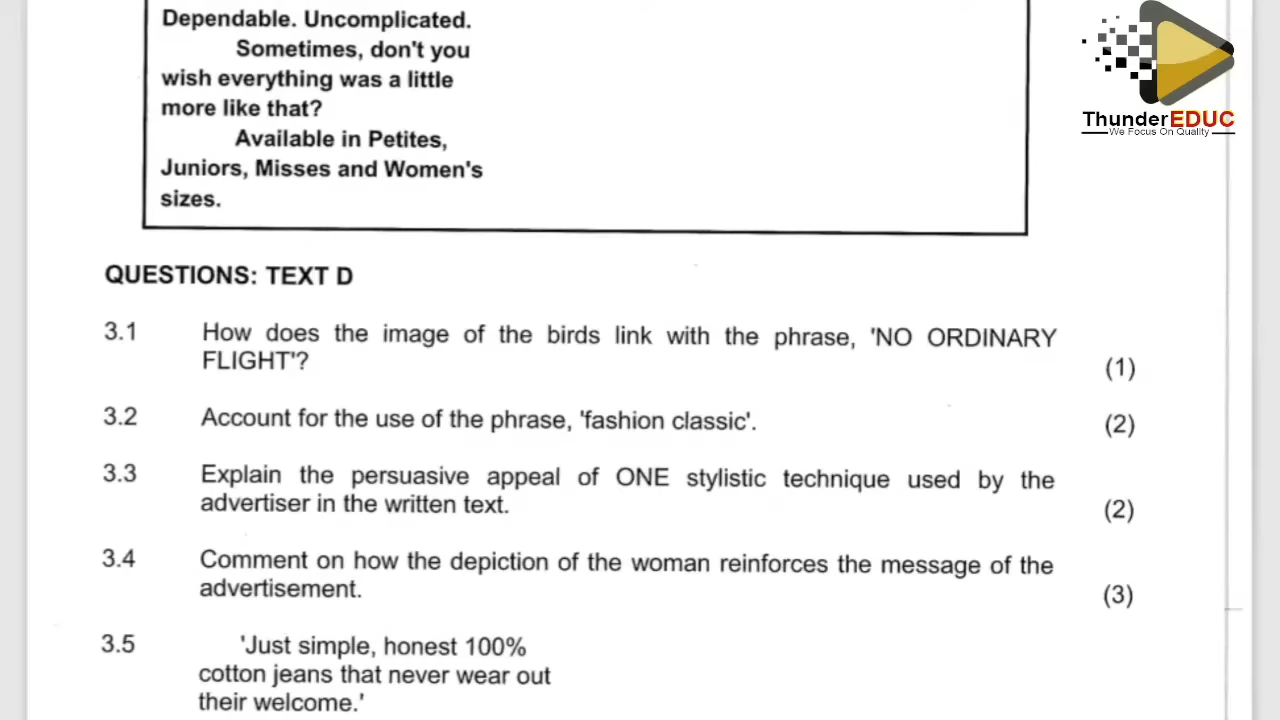 Dependable. Uncomplicated.
Sometimes, don't you
wish everything was a little
more like that?
Available in Petites,
Juniors, Misses and Women's
sizes.
ThunderEDUC
We Focus On Quality
QUESTIONS: TEXT D
3.1 How does the image of the birds link with the phrase, 'NO ORDINARY
FLIGHT'? (1)
3.2 Account for the use of the phrase, 'fashion classic'. (2)
3.3 Explain the persuasive appeal of ONE stylistic technique used by the
advertiser in the written text. (2)
3.4 Comment on how the depiction of the woman reinforces the message of the
advertisement. (3)
3.5 'Just simple, honest 100%
cotton jeans that never wear out
their welcome.'